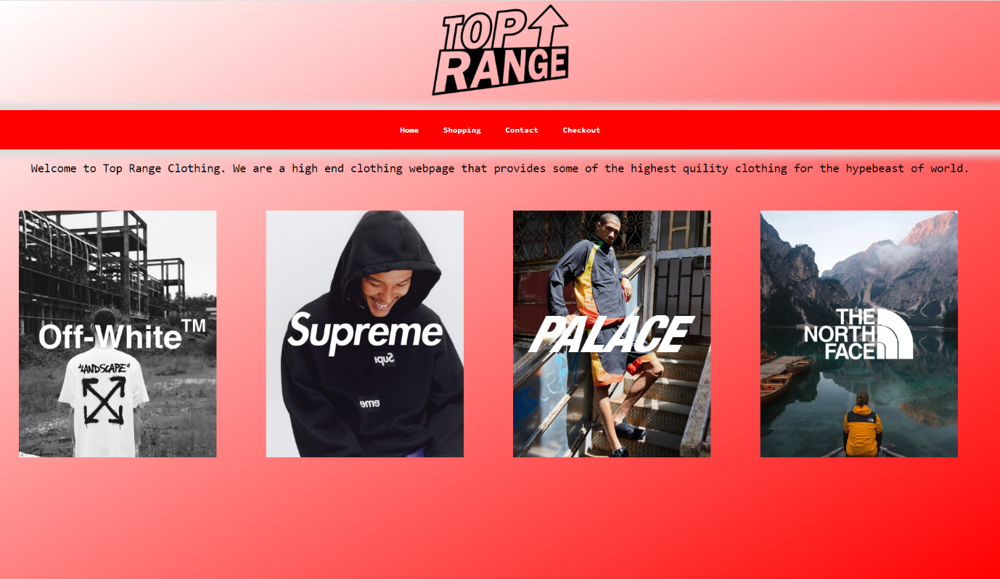 TOP
RANGE
Home Shopping Contact Checkout
Welcome to Top Range Clothing. We are a high end clothing webpage that provides some of the highest quility clothing for the hypebeast of world.
Off-White™
"LANDSCAPE"
Supreme
Supr
eme
PALACE
THE
NORTH
FACE